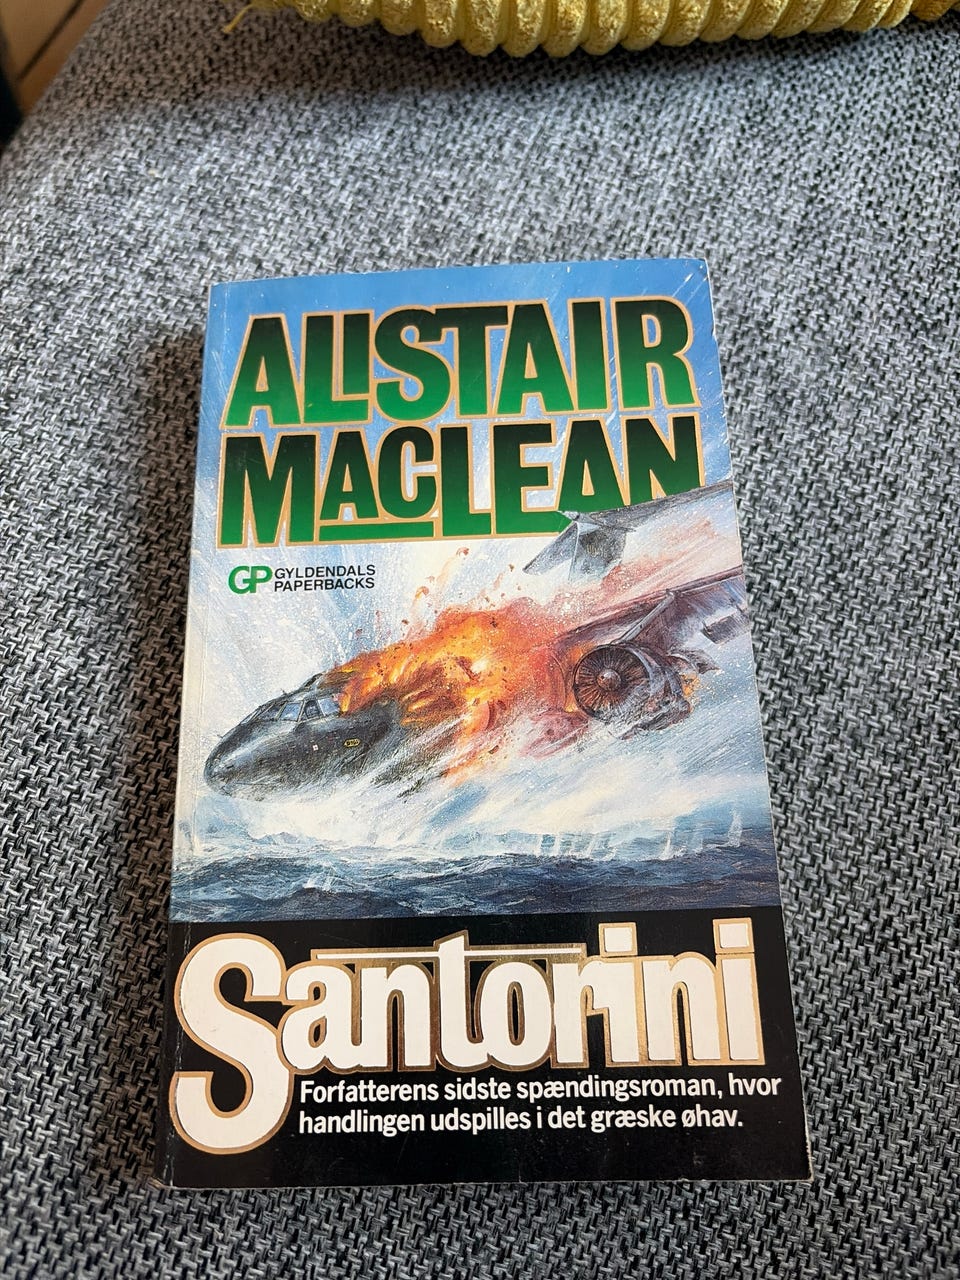 ALISTAIR
MACLEAN
GP GYLDENDALS
PAPERBACKS
Santorini
Forfatterens sidste spændingsroman, hvor
handlingen udspilles i det græske øhav.